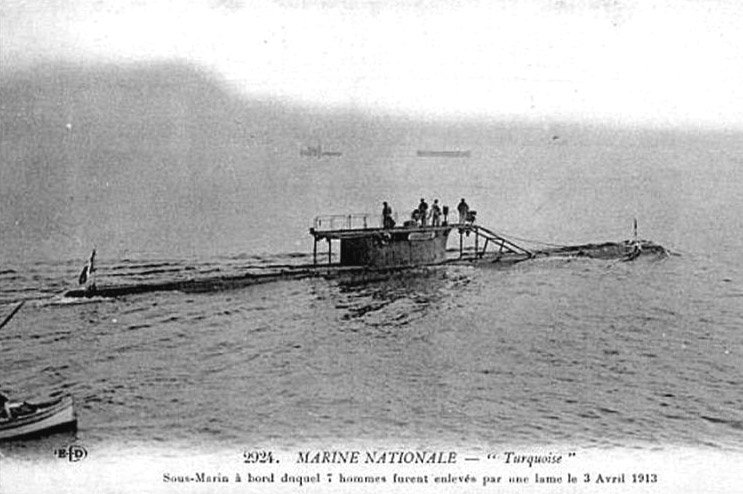 E·D
2924. MARINE NATIONALE — "Turquoise"
Sous-Marin à bord duquel 7 hommes furent enlevés par une lame le 3 Avril 1913